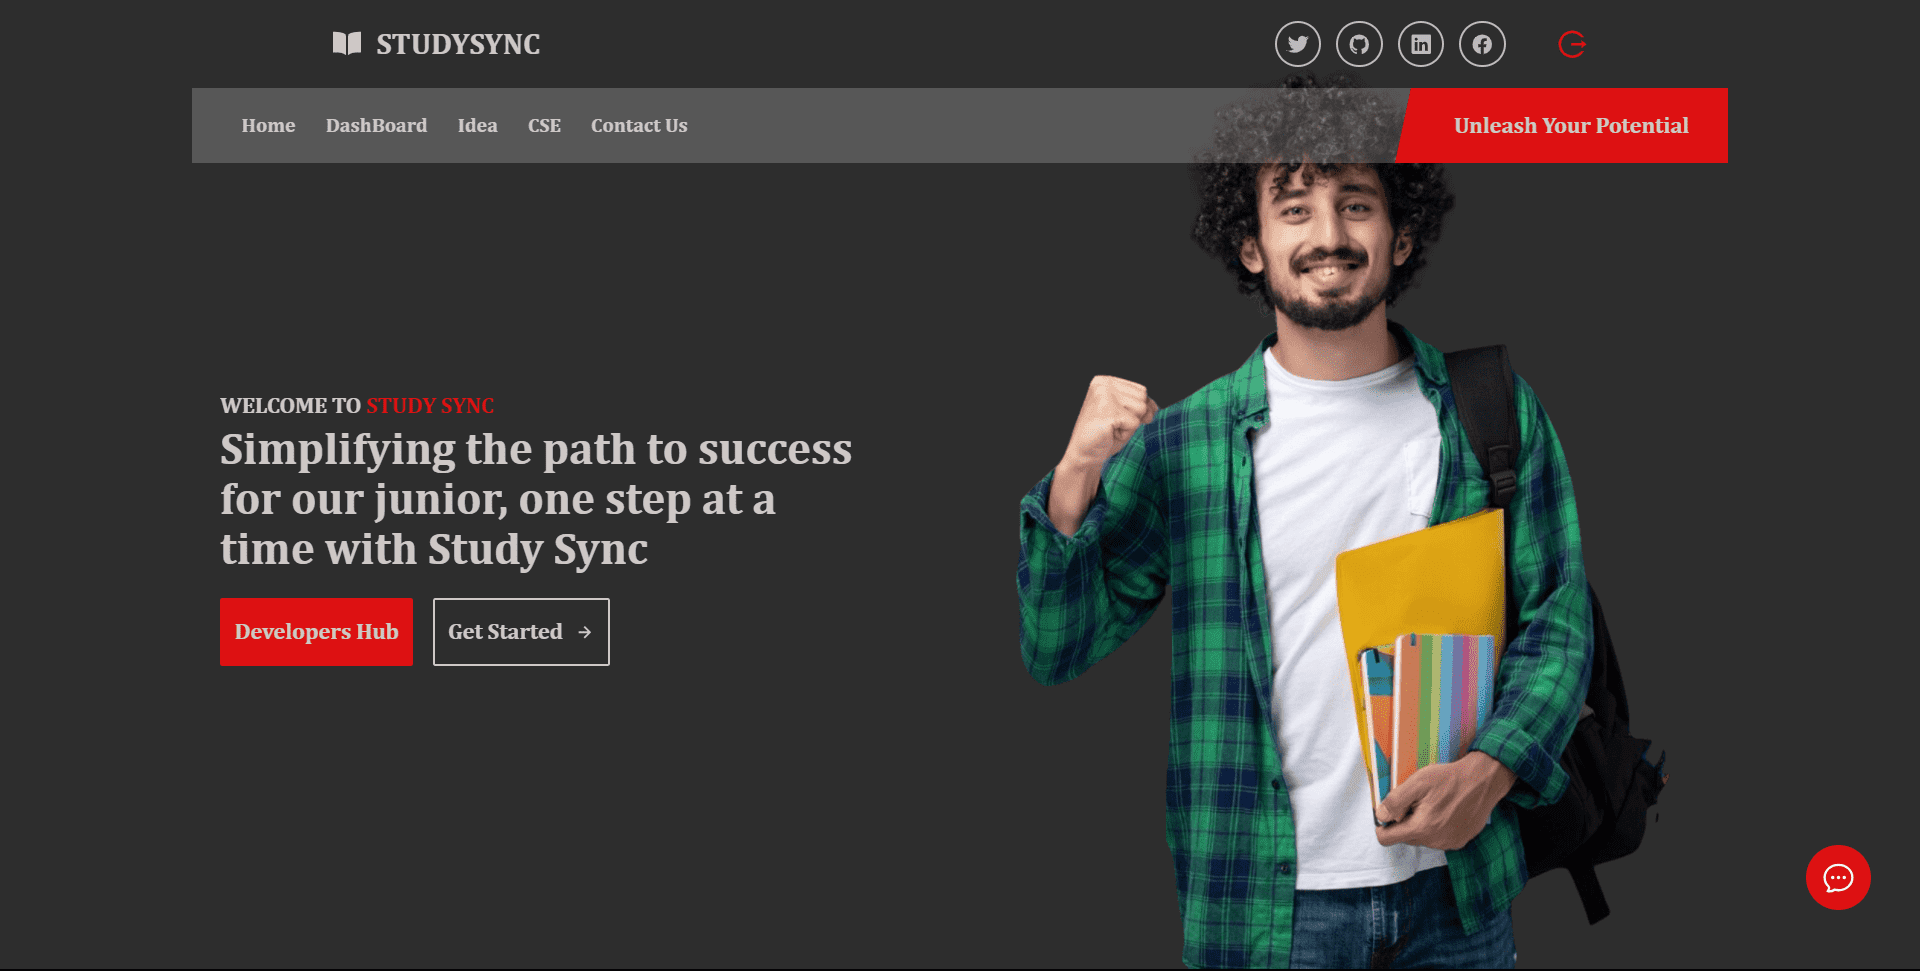 STUDYSYNC
Home DashBoard Idea CSE Contact Us
Unleash Your Potential
WELCOME TO STUDY SYNC
Simplifying the path to success
for our junior, one step at a
time with Study Sync
Developers Hub
Get Started